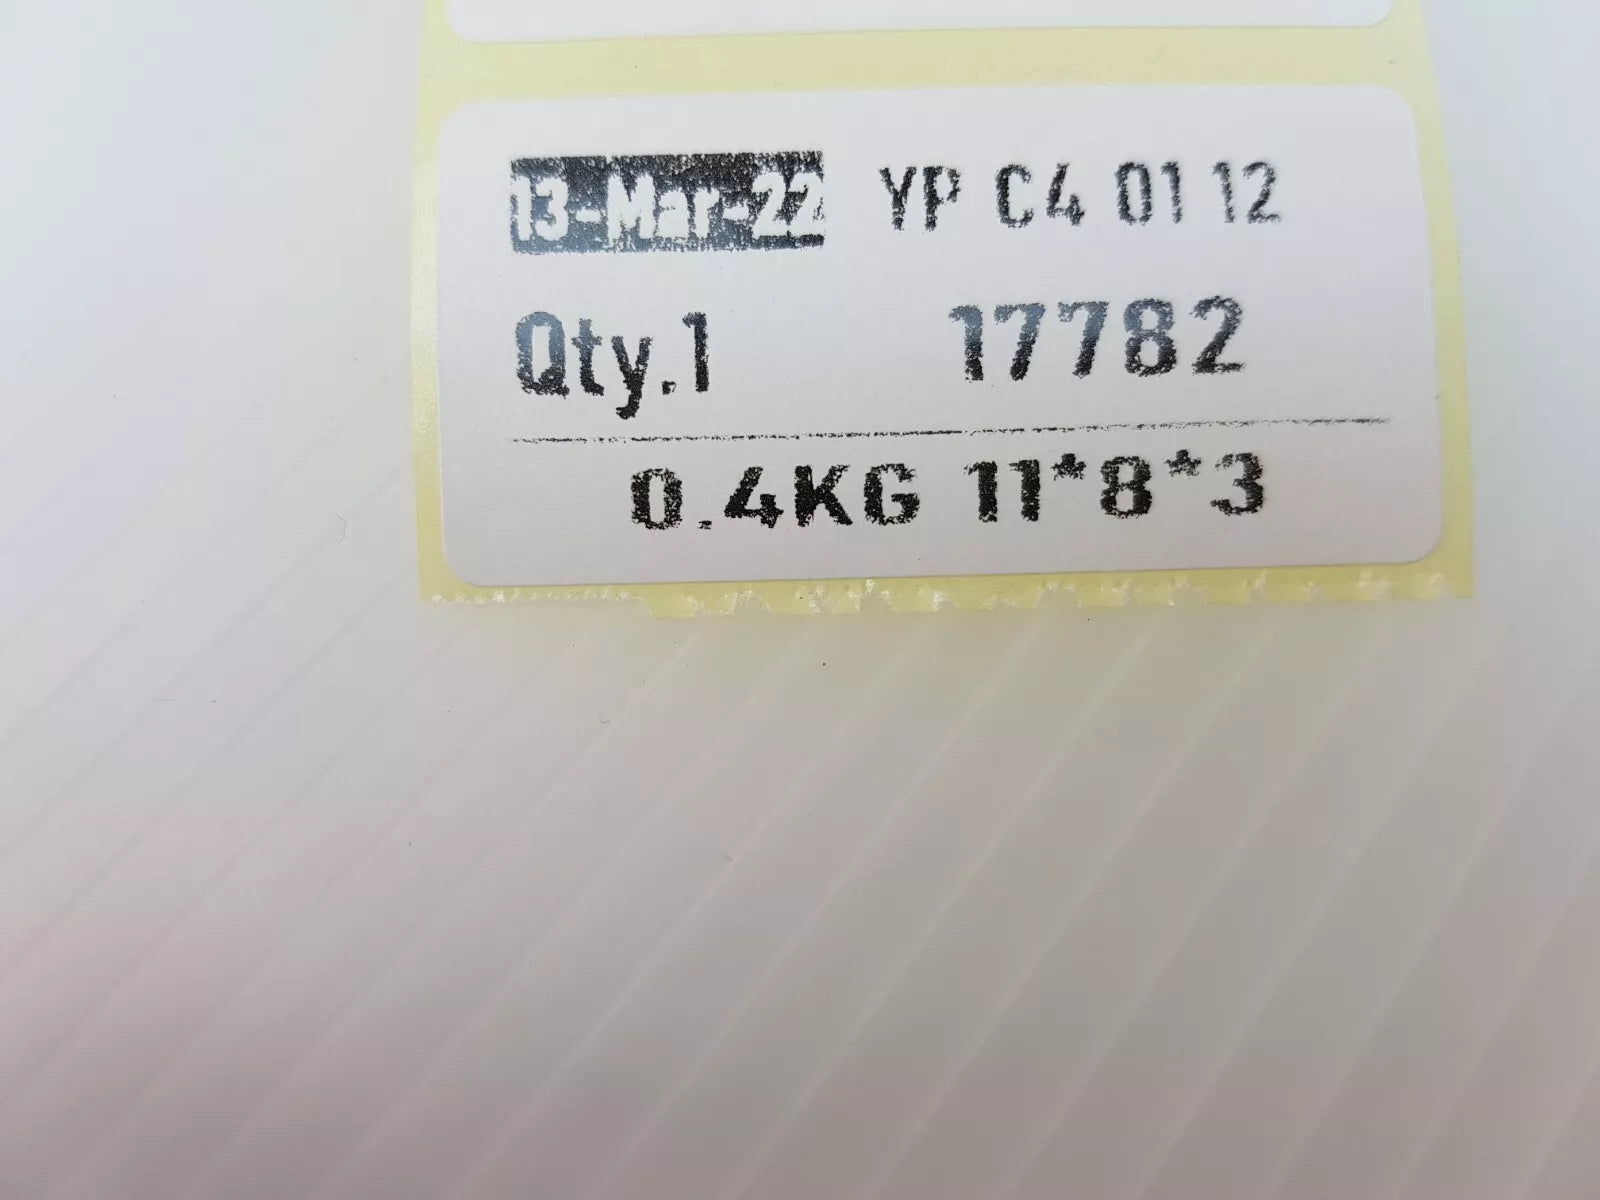 13-Mar-22 YP C4 01 12
Qty.1 17782
0.4KG 11*8*3